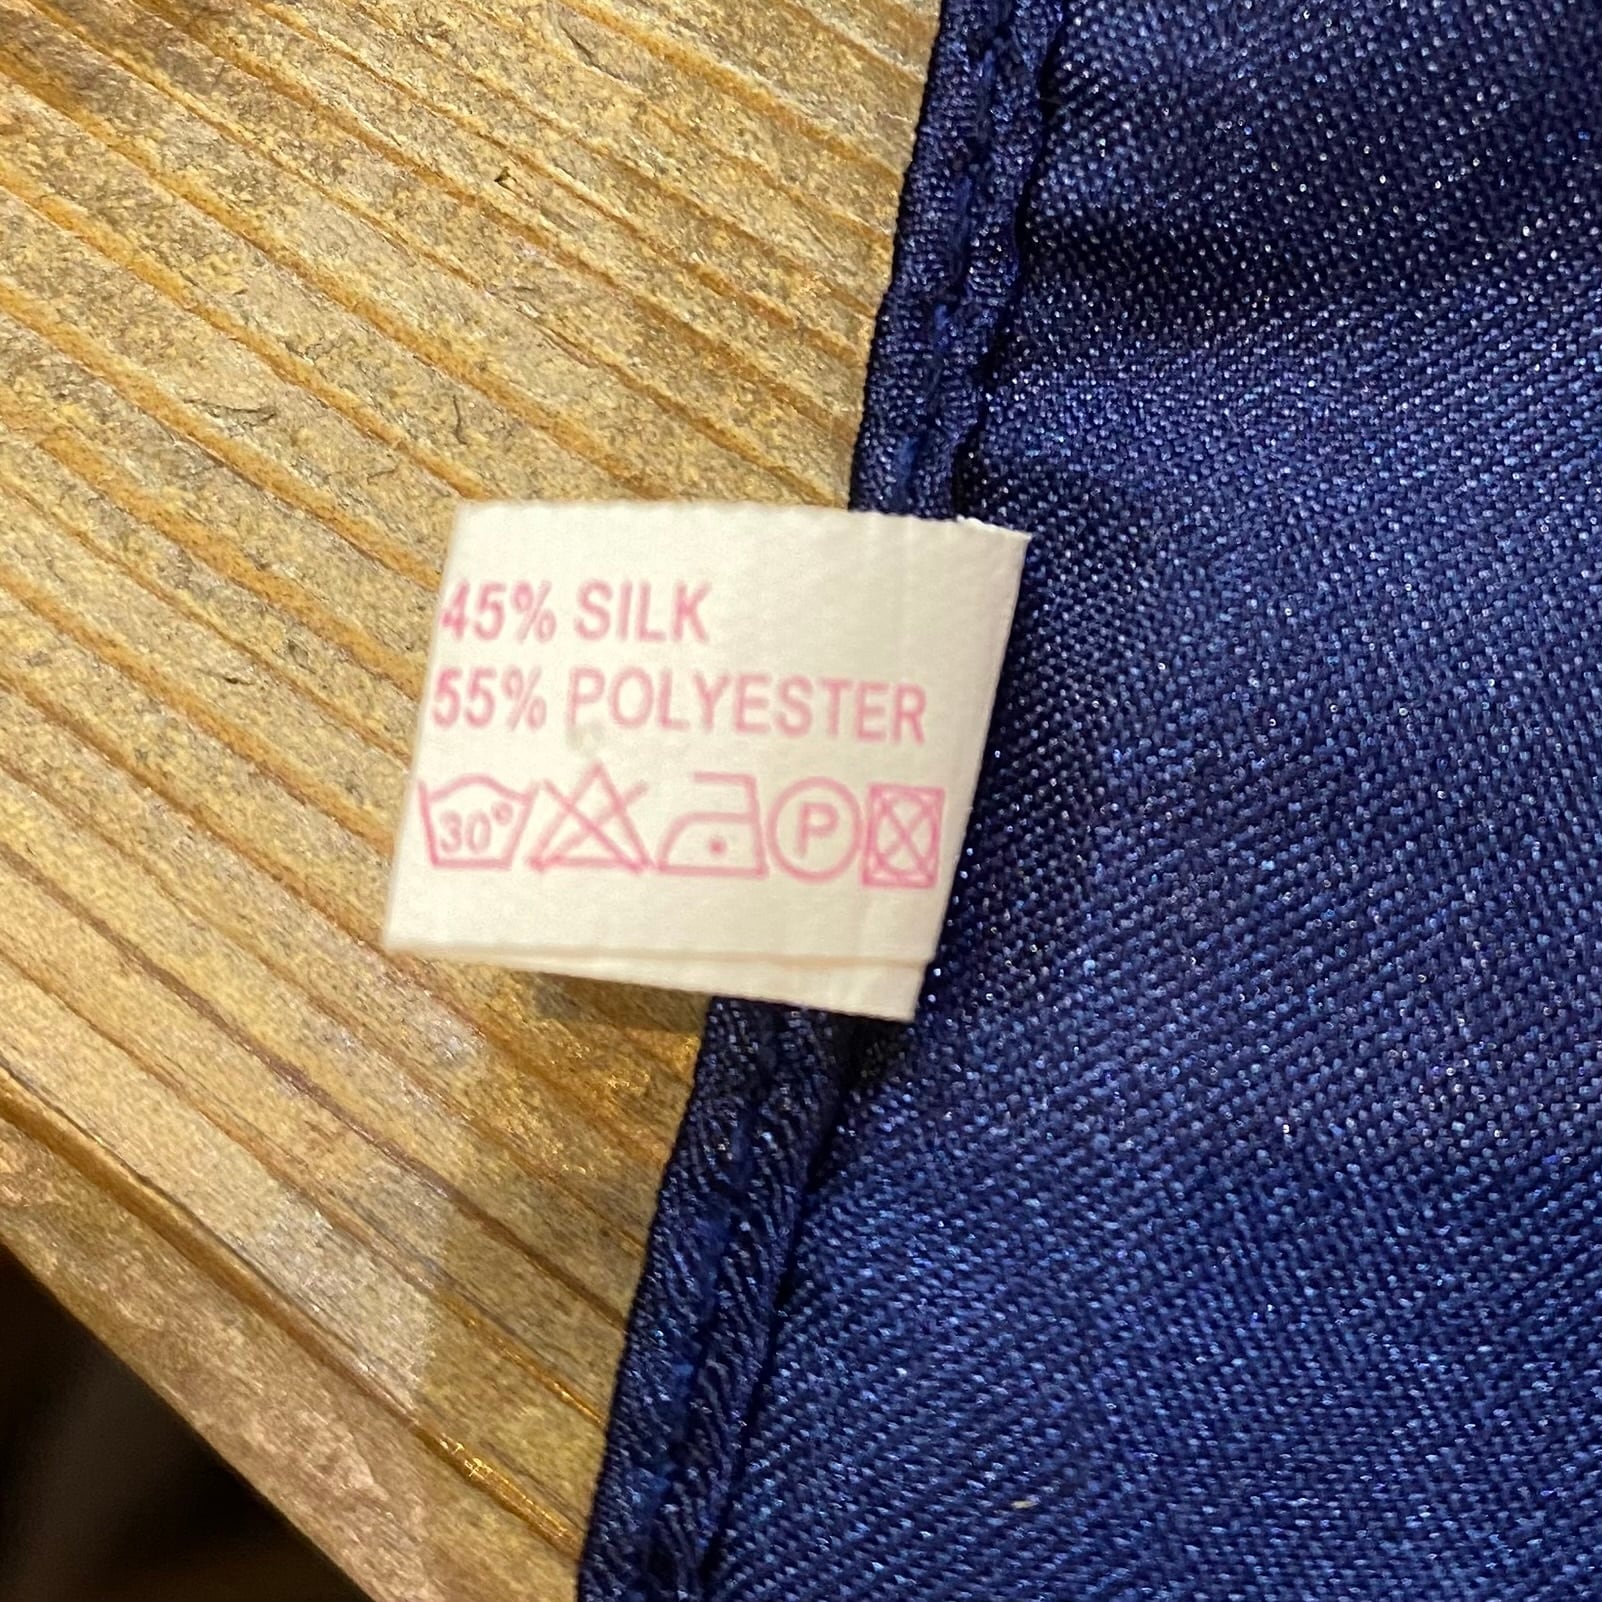 45% SILK
55% POLYESTER
30° P